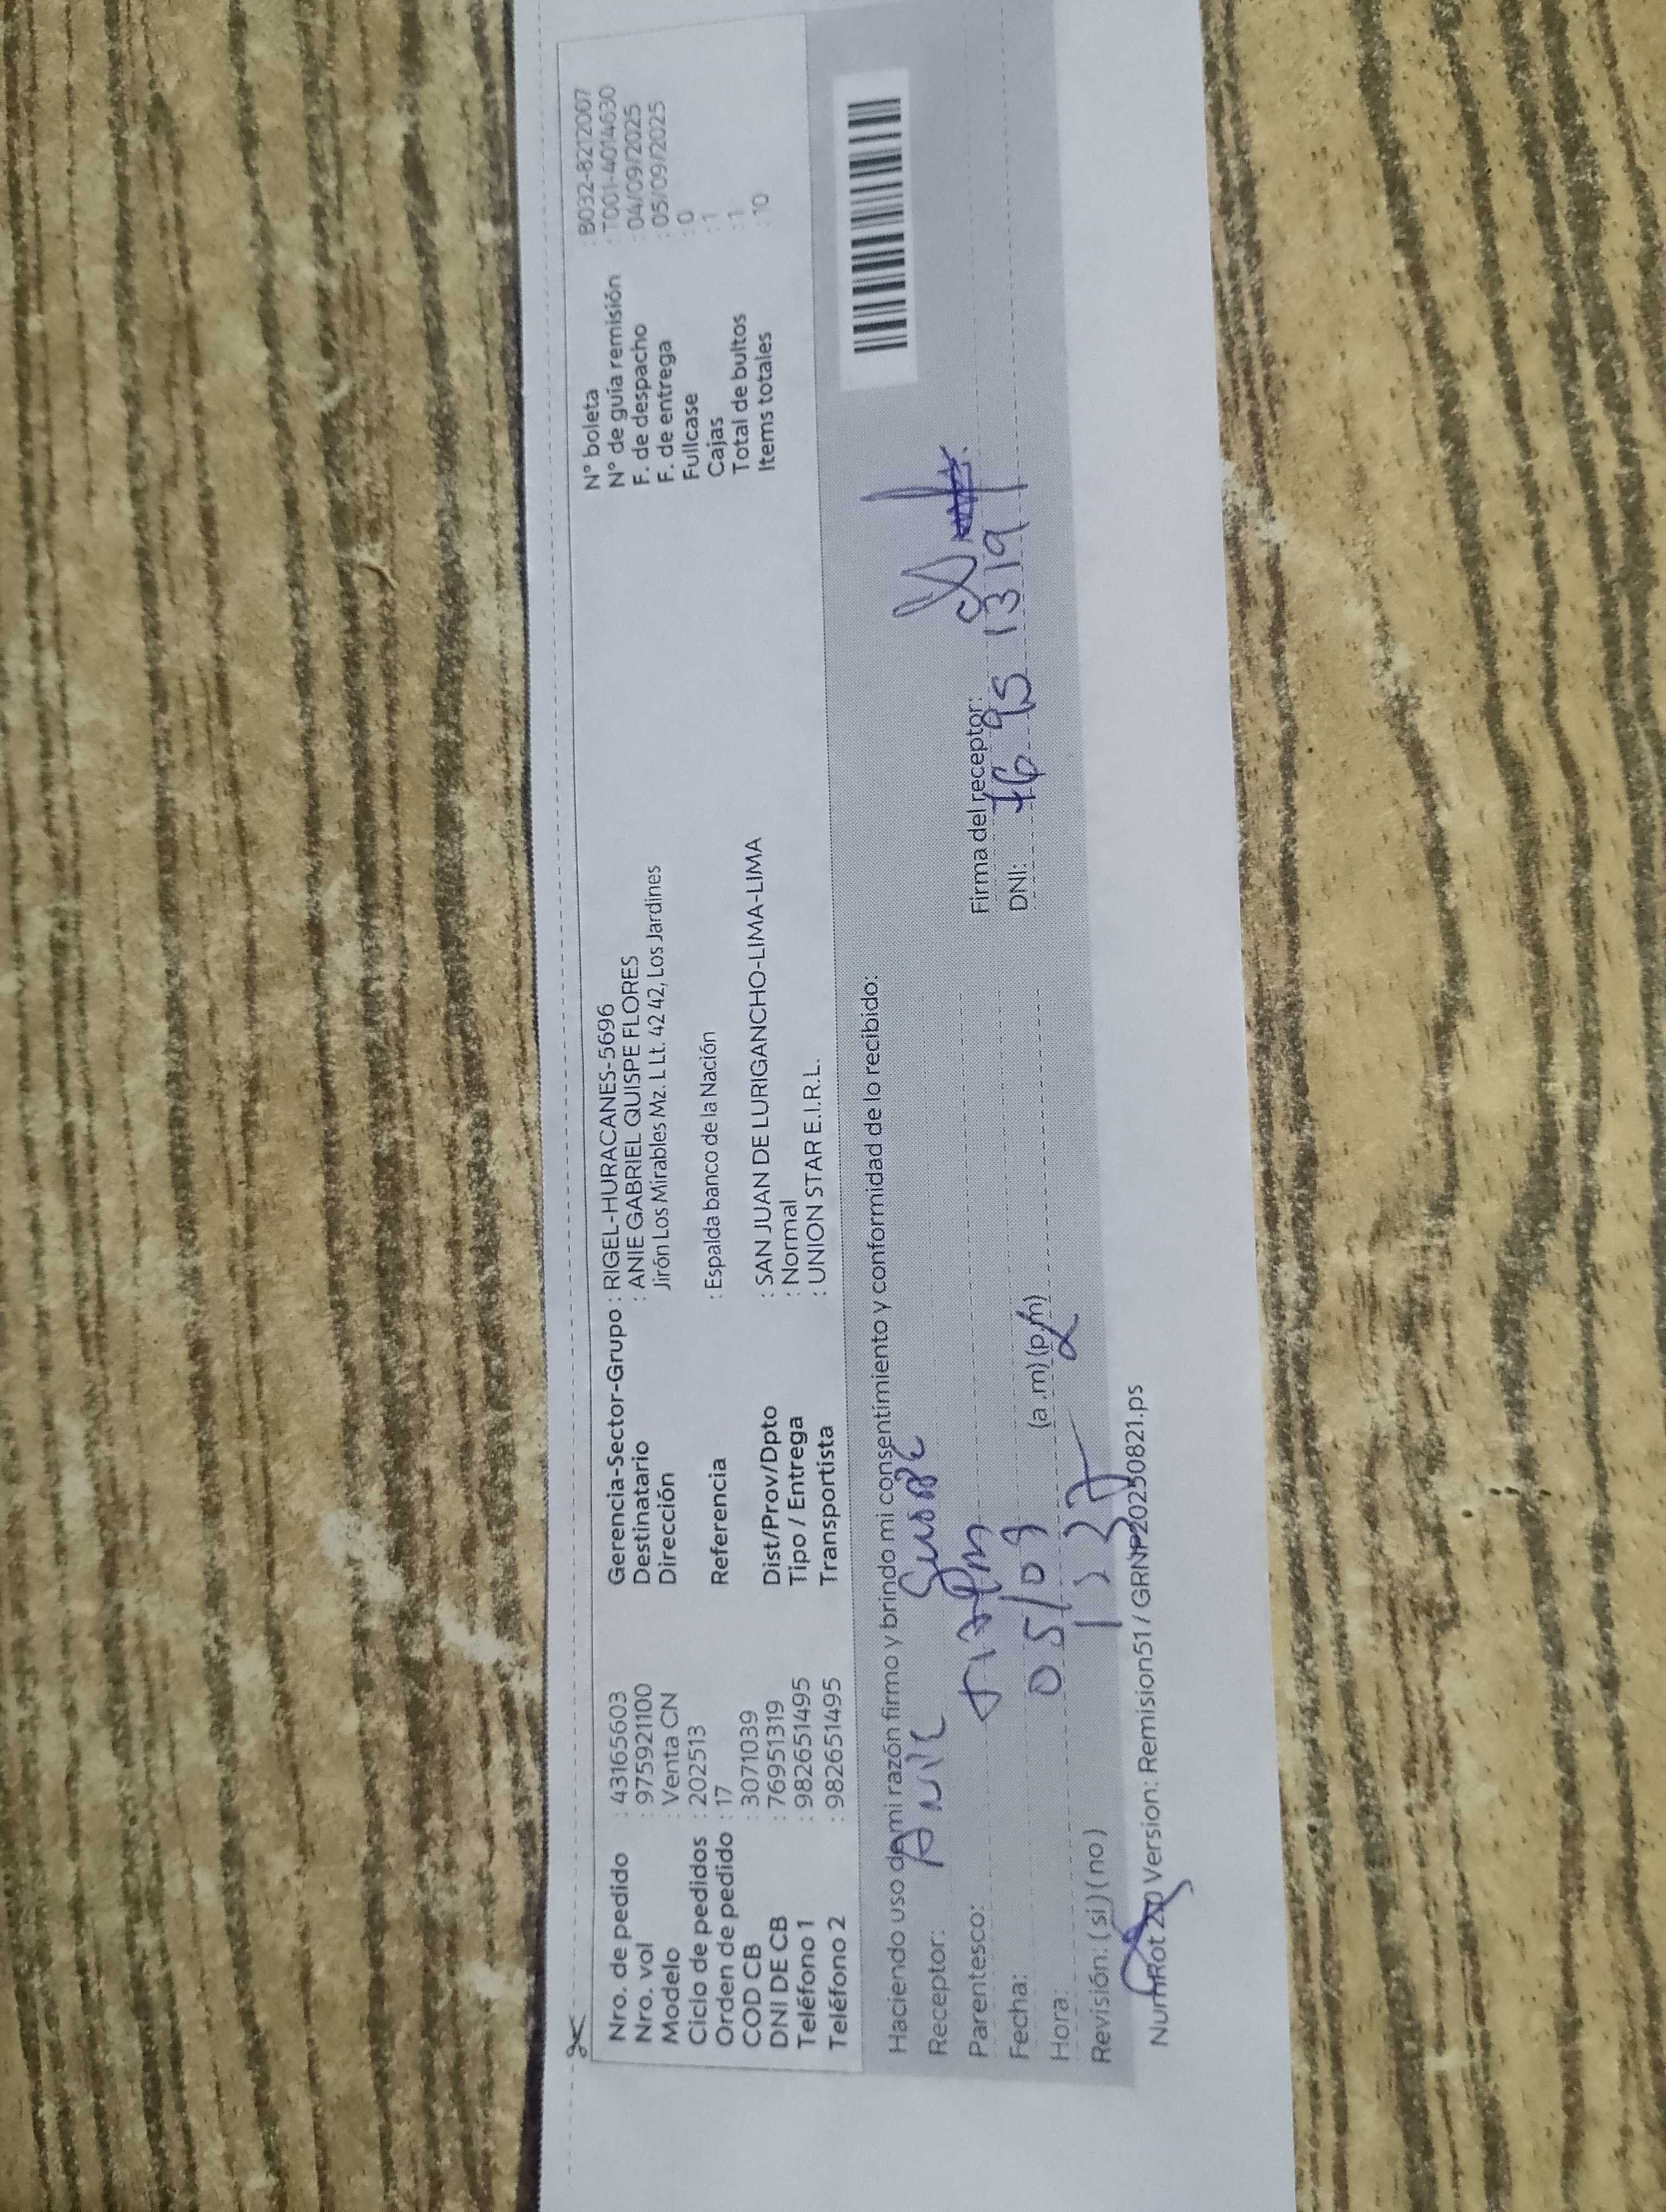 Nro. de pedido : 43165603
Nro. vol : 9759921100
Modelo : Venta CN
Ciclo de pedidos : 202513
Orden de pedido : 17
COD CB : 3071039
DNI DE CB : 76951319
Teléfono 1 : 982651495
Teléfono 2 : 982651495
Gerencia-Sector-Grupo : RIGEL-HURACANES-5696
Destinatario : ANIE GABRIEL QUISPE FLORES
Dirección Jirón Los Mirables Mz. L Lt. 42 42, Los Jardines
Referencia : Espalda banco de la Nación
Dist/Prov/Dpto : SAN JUAN DE LURIGANCHO-LIMA-LIMA
Tipo / Entrega : Normal
Transportista : UNION STAR E.I.R.L.
N° boleta : B032-8212007
N° de guía remisión : T001-4014630
F. de despacho : 04/09/2025
F. de entrega : 05/09/2025
Fullcase : 0
Cajas : 1
Total de bultos : 1
Items totales : 10
Haciendo uso de mi razón firmo y brindo mi consentimiento y conformidad de lo recibido:
Receptor: Anie Quispe
Parentesco:
Fecha: 05/09
Hora: (a.m) (p.m)
Revisión: (si) (no)
Firma del receptor:
DNI: 76951319
NumRot 2.0 Version: Remision51 / GRNP20250821.ps